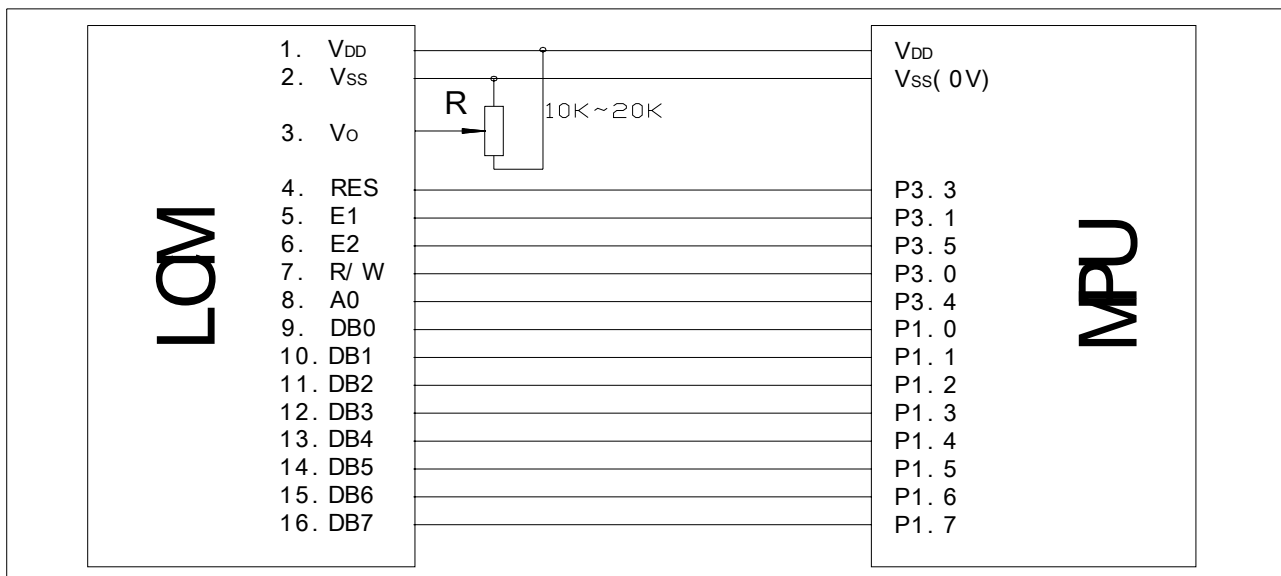 1. VDD VDD
2. VSS VSS( 0V)
R 10K~20K
3. VO
4. RES P3. 3
5. E1 P3. 1
6. E2 P3. 5
7. R/ W P3. 0
8. A0 P3. 4
9. DB0 P1. 0
10. DB1 P1. 1
11. DB2 P1. 2
12. DB3 P1. 3
13. DB4 P1. 4
14. DB5 P1. 5
15. DB6 P1. 6
16. DB7 P1. 7
LCM
MPU